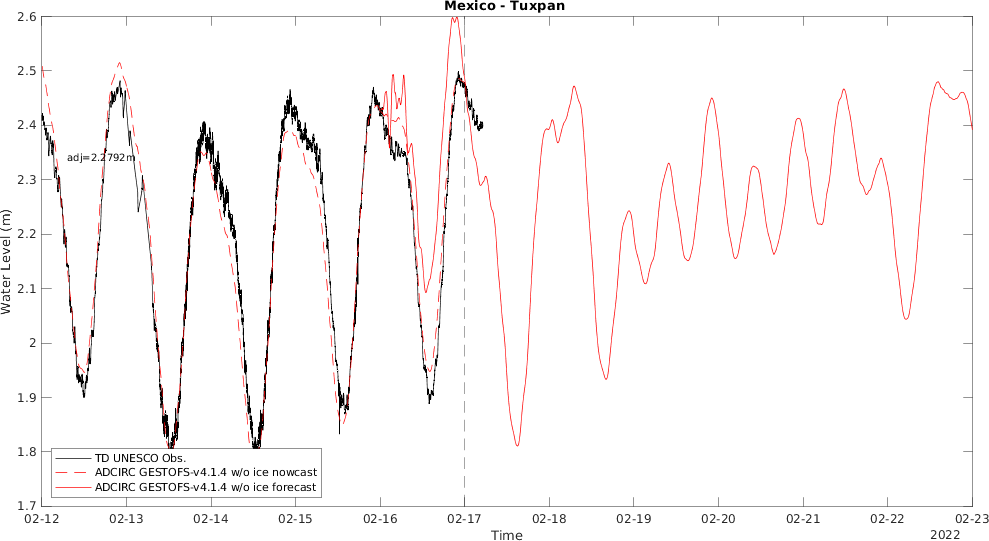 Mexico - Tuxpan
2.6
2.5
2.4
2.3
2.2
2.1
2
1.9
1.8
1.7
Water Level (m)
adj=2.2792m
TD UNESCO Obs.
ADCIRC GESTOFS-v4.1.4 w/o ice nowcast
ADCIRC GESTOFS-v4.1.4 w/o ice forecast
02-12 02-13 02-14 02-15 02-16 02-17 02-18 02-19 02-20 02-21 02-22 02-23
Time
2022